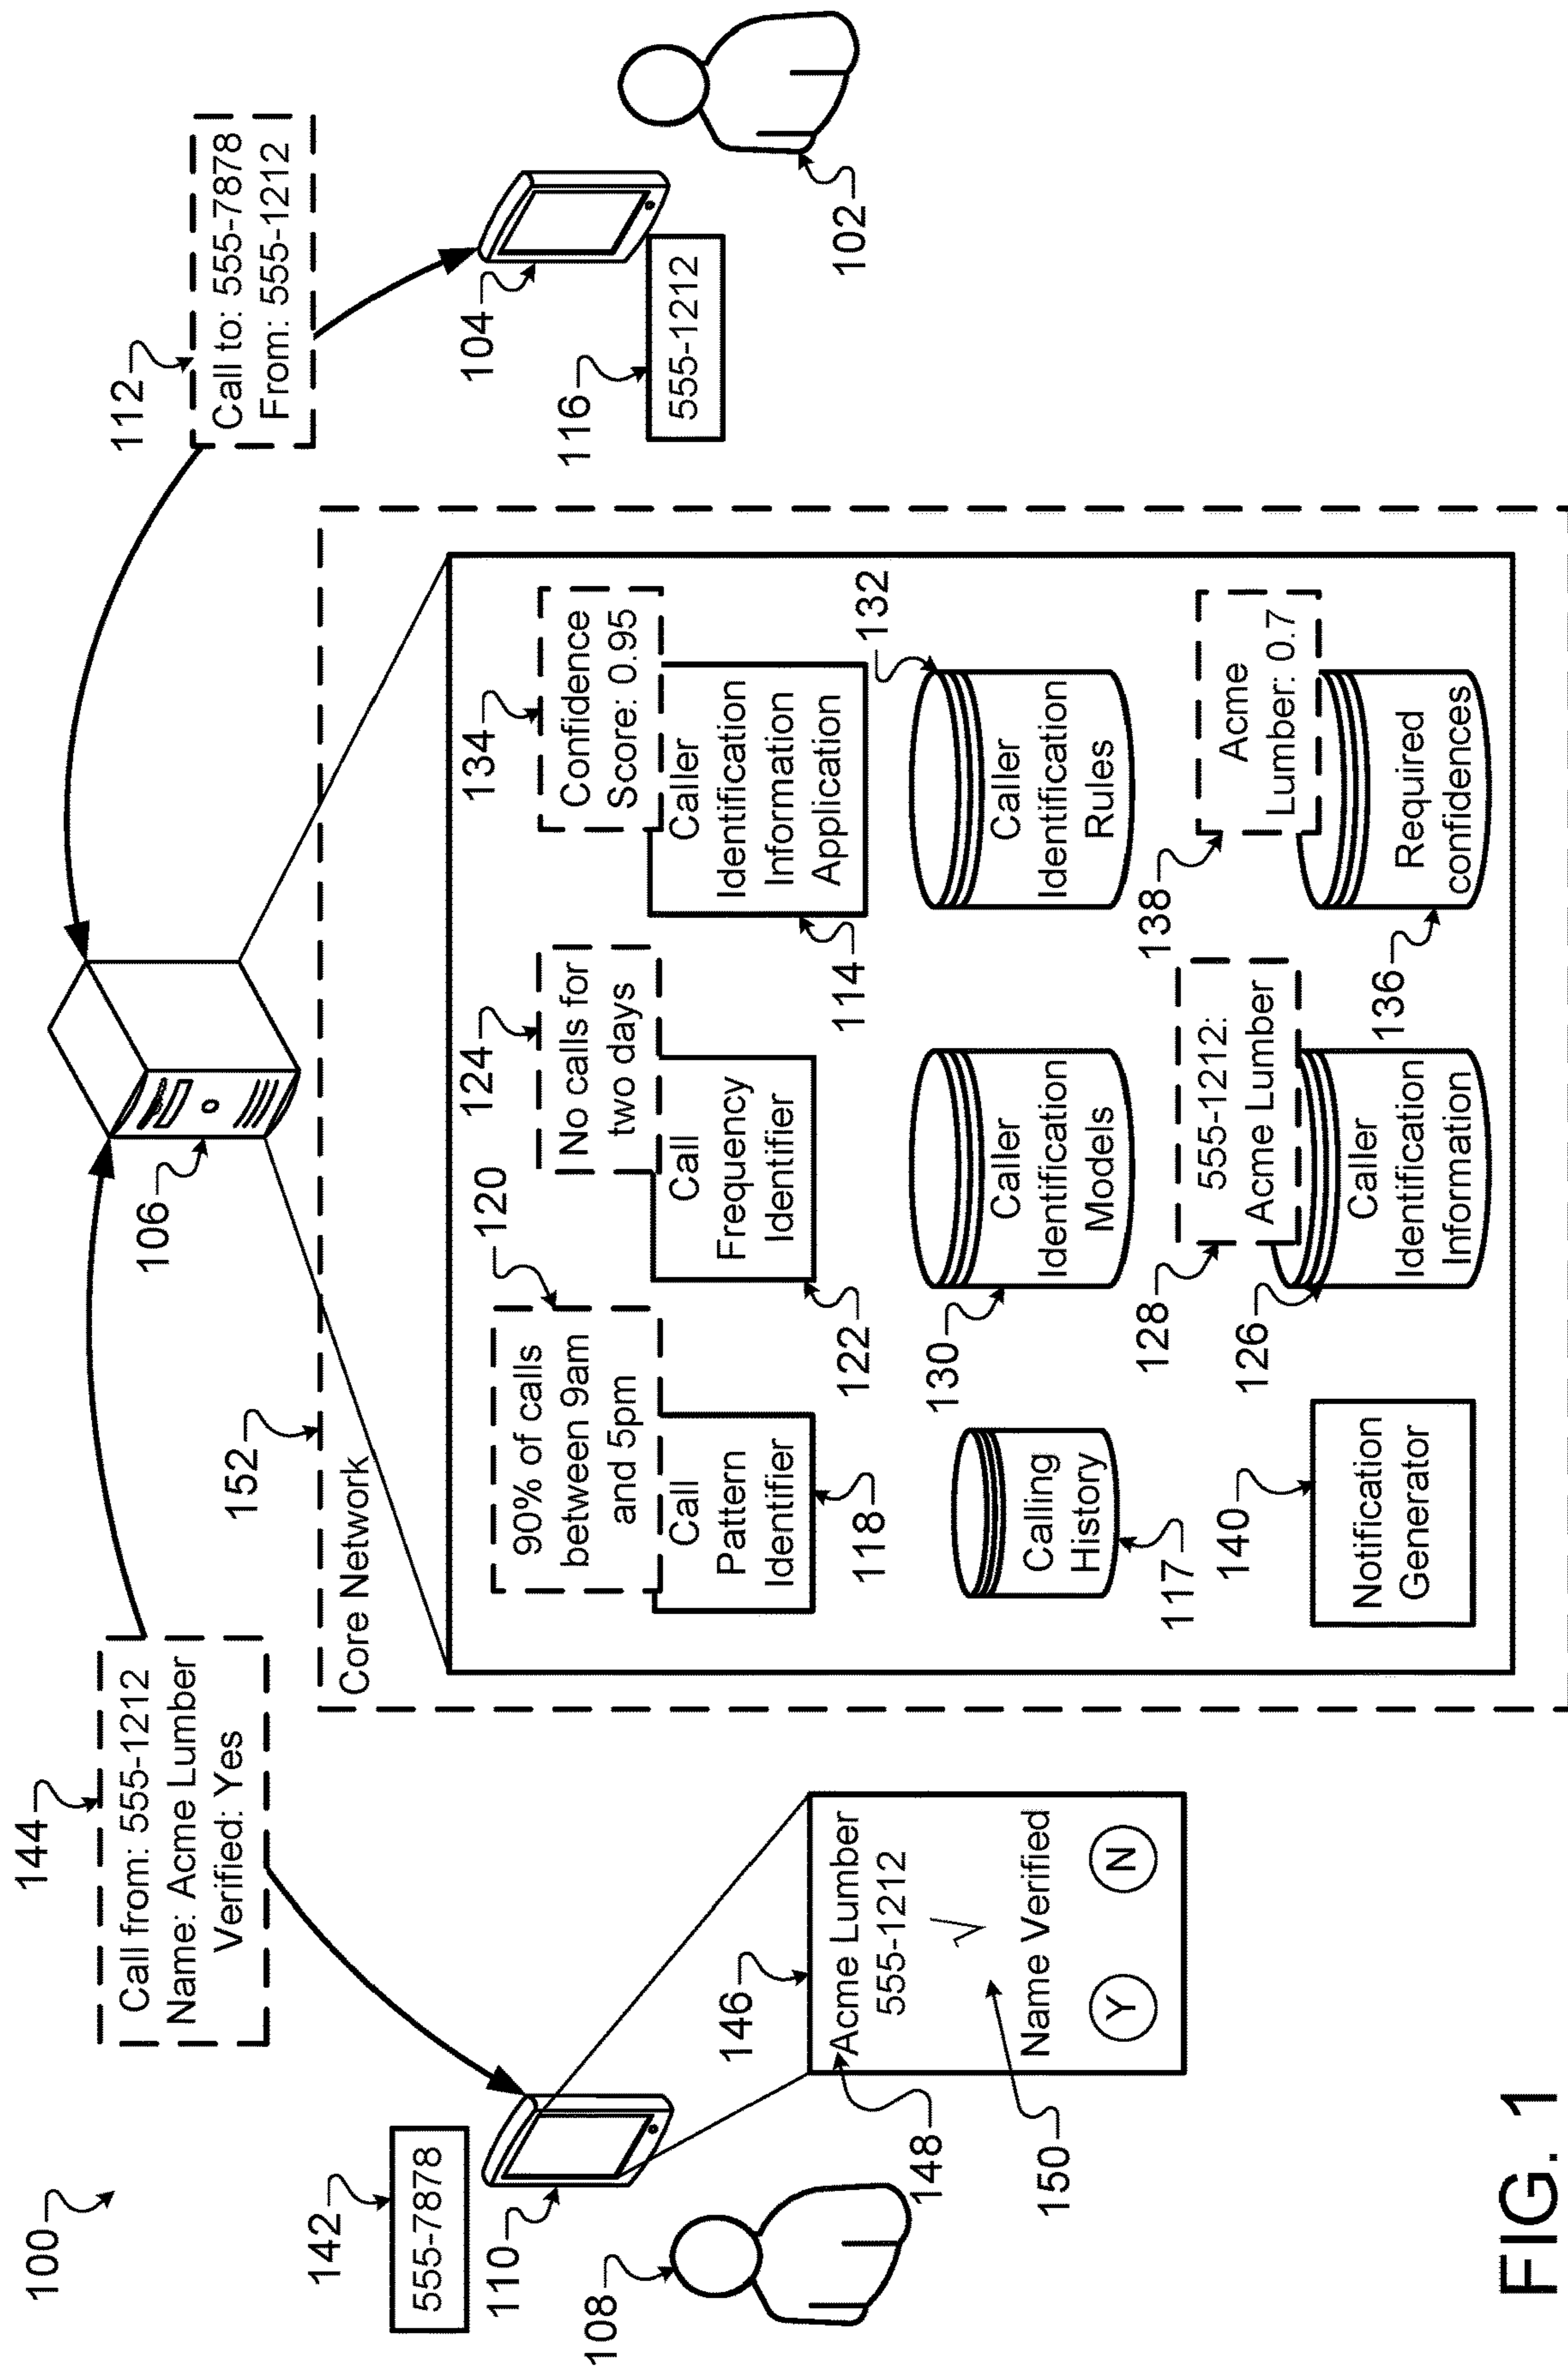 100
144
Call from: 555-1212
Name: Acme Lumber
Verified: Yes
106
112
Call to: 555-7878
From: 555-1212
142
555-7878
110
108
146
Acme Lumber
555-1212
√
Name Verified
Y
N
148
150
152
Core Network
120
90% of calls
between 9am
and 5pm
Call
Pattern
Identifier
118
124
No calls for
two days
Call
Frequency
Identifier
122
134
Confidence
Score: 0.95
Caller
Identification
Information
Application
114
Calling
History
117
130
Caller
Identification
Models
132
Caller
Identification
Rules
140
Notification
Generator
128
555-1212:
Acme Lumber
126
Caller
Identification
Information
138
Acme
Lumber: 0.7
136
Required
confidences
104
116
555-1212
102
FIG. 1